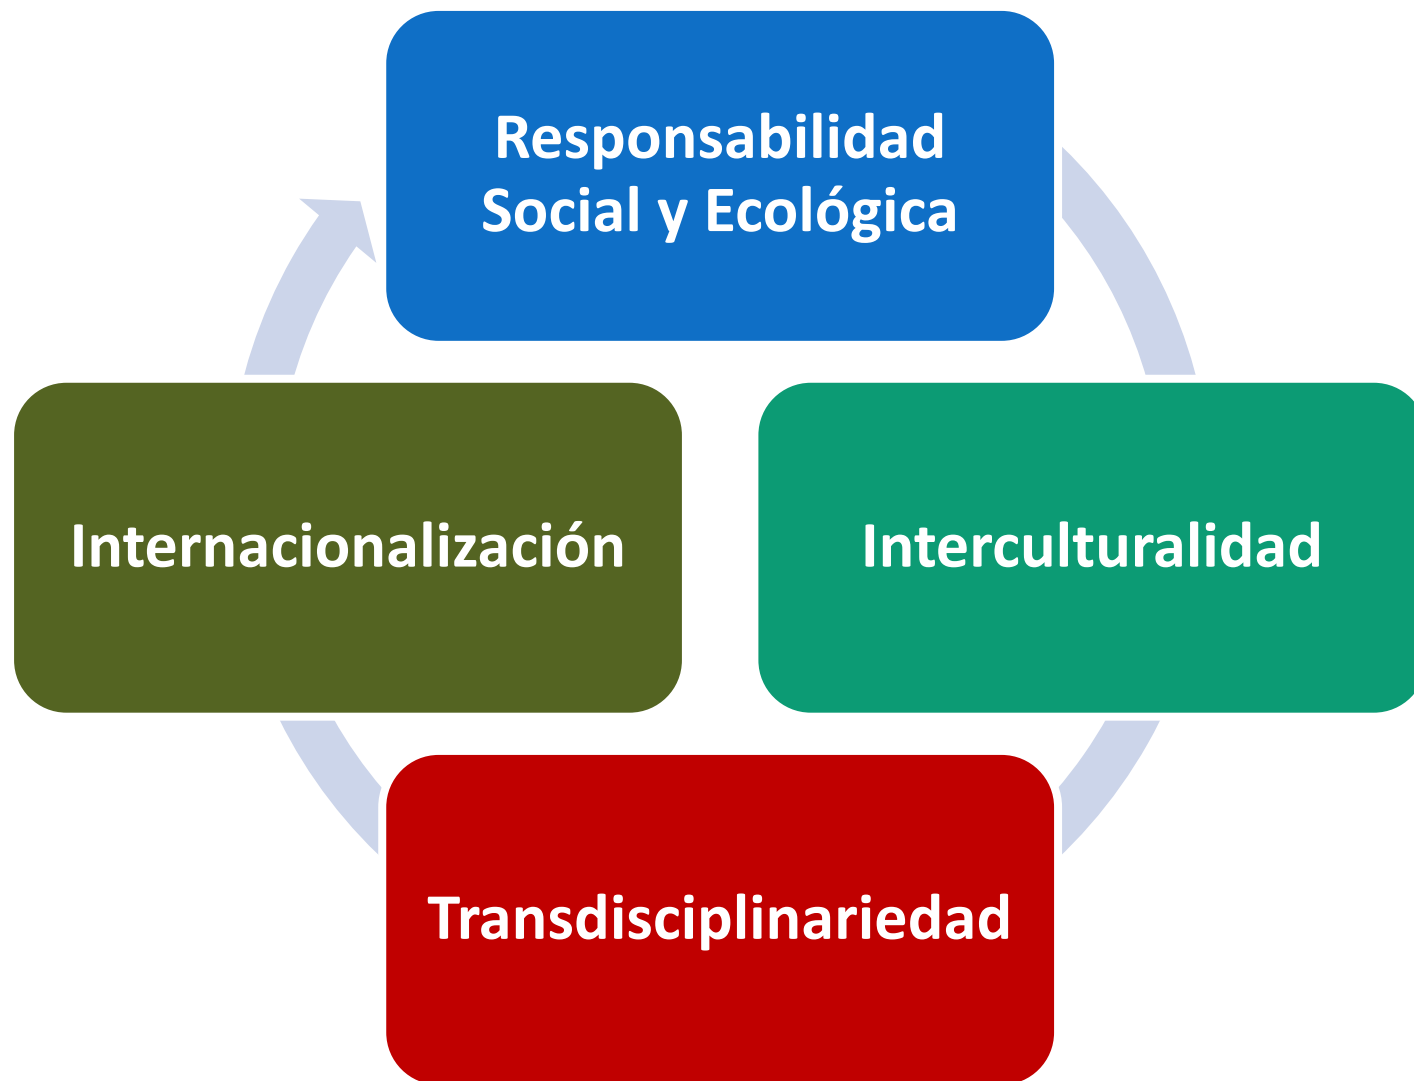 Responsabilidad
Social y Ecológica
Internacionalización
Interculturalidad
Transdisciplinariedad